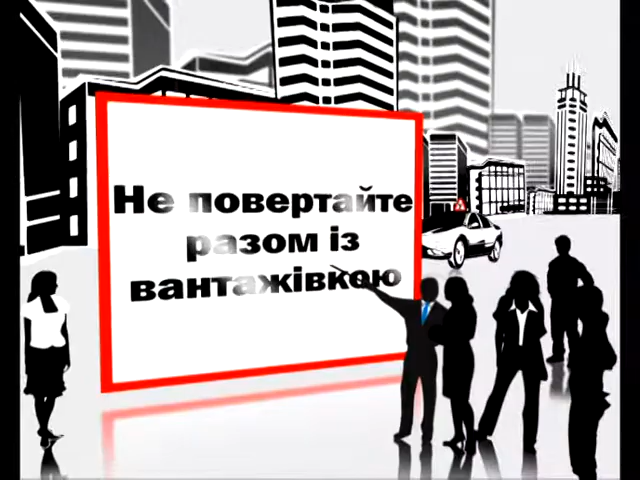 Не повертайте
разом із
вантажівкою